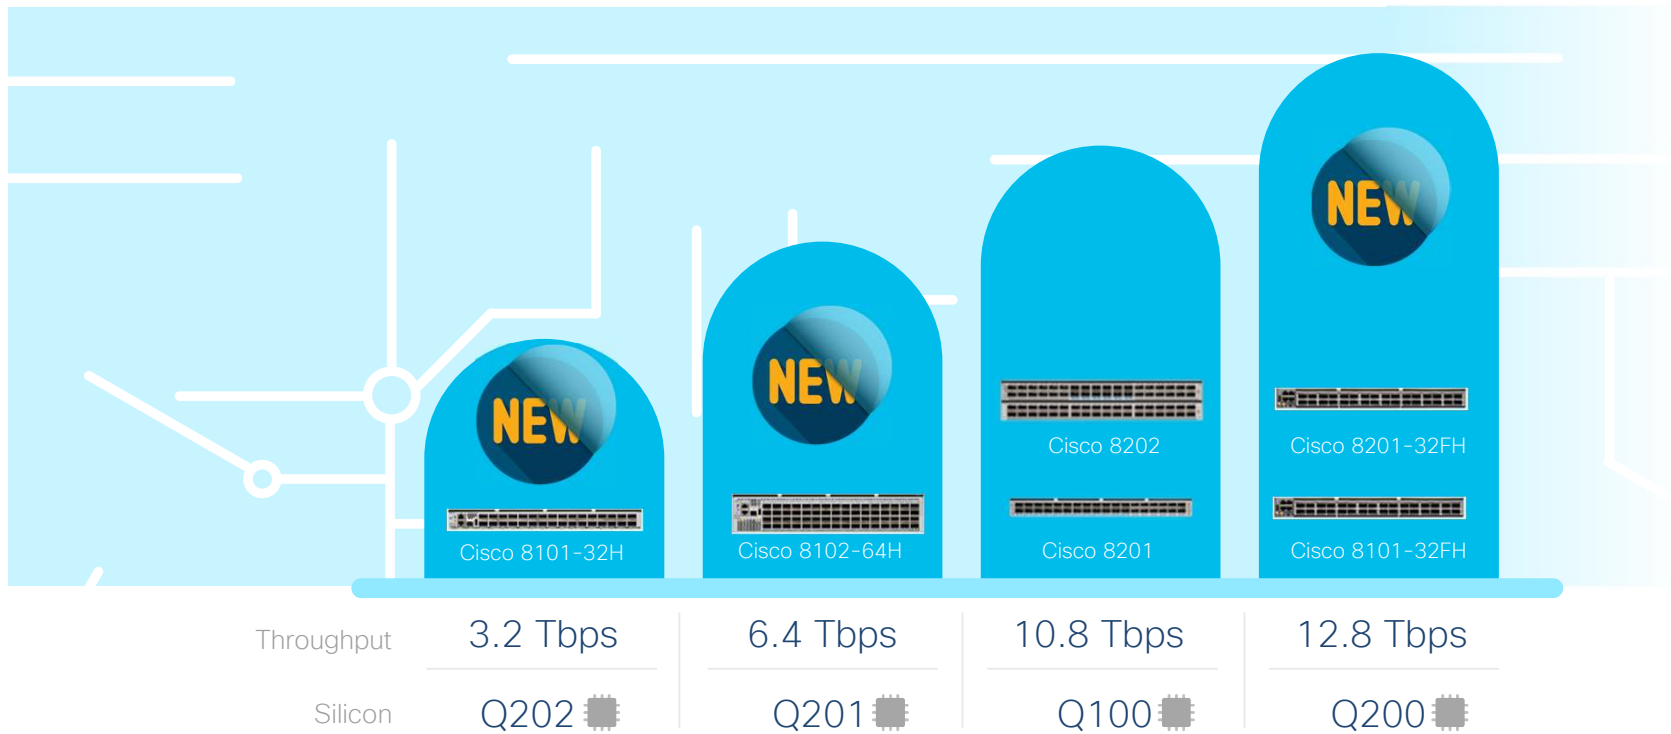 NEW
NEW
NEW
Cisco 8202
Cisco 8201-32FH
Cisco 8101-32H
Cisco 8102-64H
Cisco 8201
Cisco 8101-32FH
Throughput
3.2 Tbps
6.4 Tbps
10.8 Tbps
12.8 Tbps
Silicon
Q202
Q201
Q100
Q200